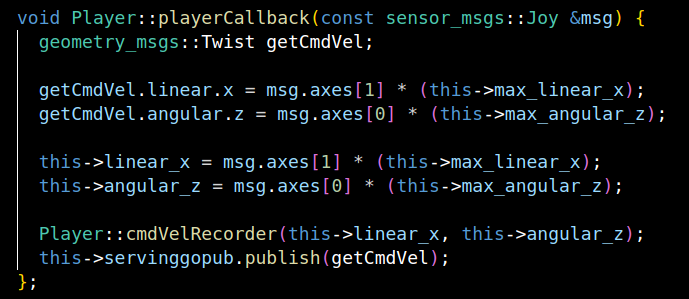 void Player::playerCallback(const sensor_msgs::Joy &msg) {
  geometry_msgs::Twist getCmdVel;

  getCmdVel.linear.x = msg.axes[1] * (this->max_linear_x);
  getCmdVel.angular.z = msg.axes[0] * (this->max_angular_z);

  this->linear_x = msg.axes[1] * (this->max_linear_x);
  this->angular_z = msg.axes[0] * (this->max_angular_z);

  Player::cmdVelRecorder(this->linear_x, this->angular_z);
  this->servinggopub.publish(getCmdVel);
};